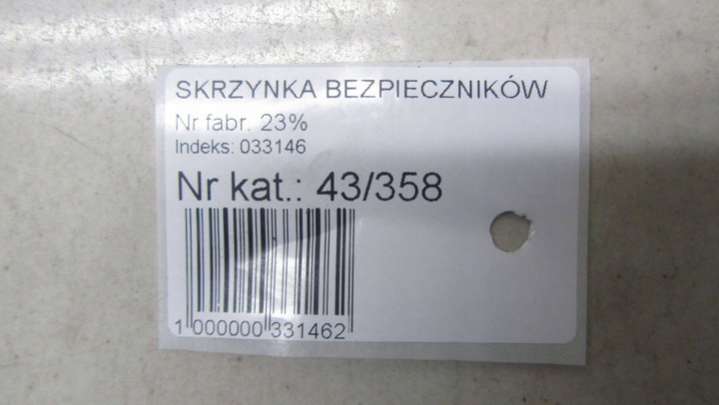 SKRZYNKA BEZPIECZNIKÓW
Nr fabr. 23%
Indeks: 033146
Nr kat.: 43/358
1 000000 331462